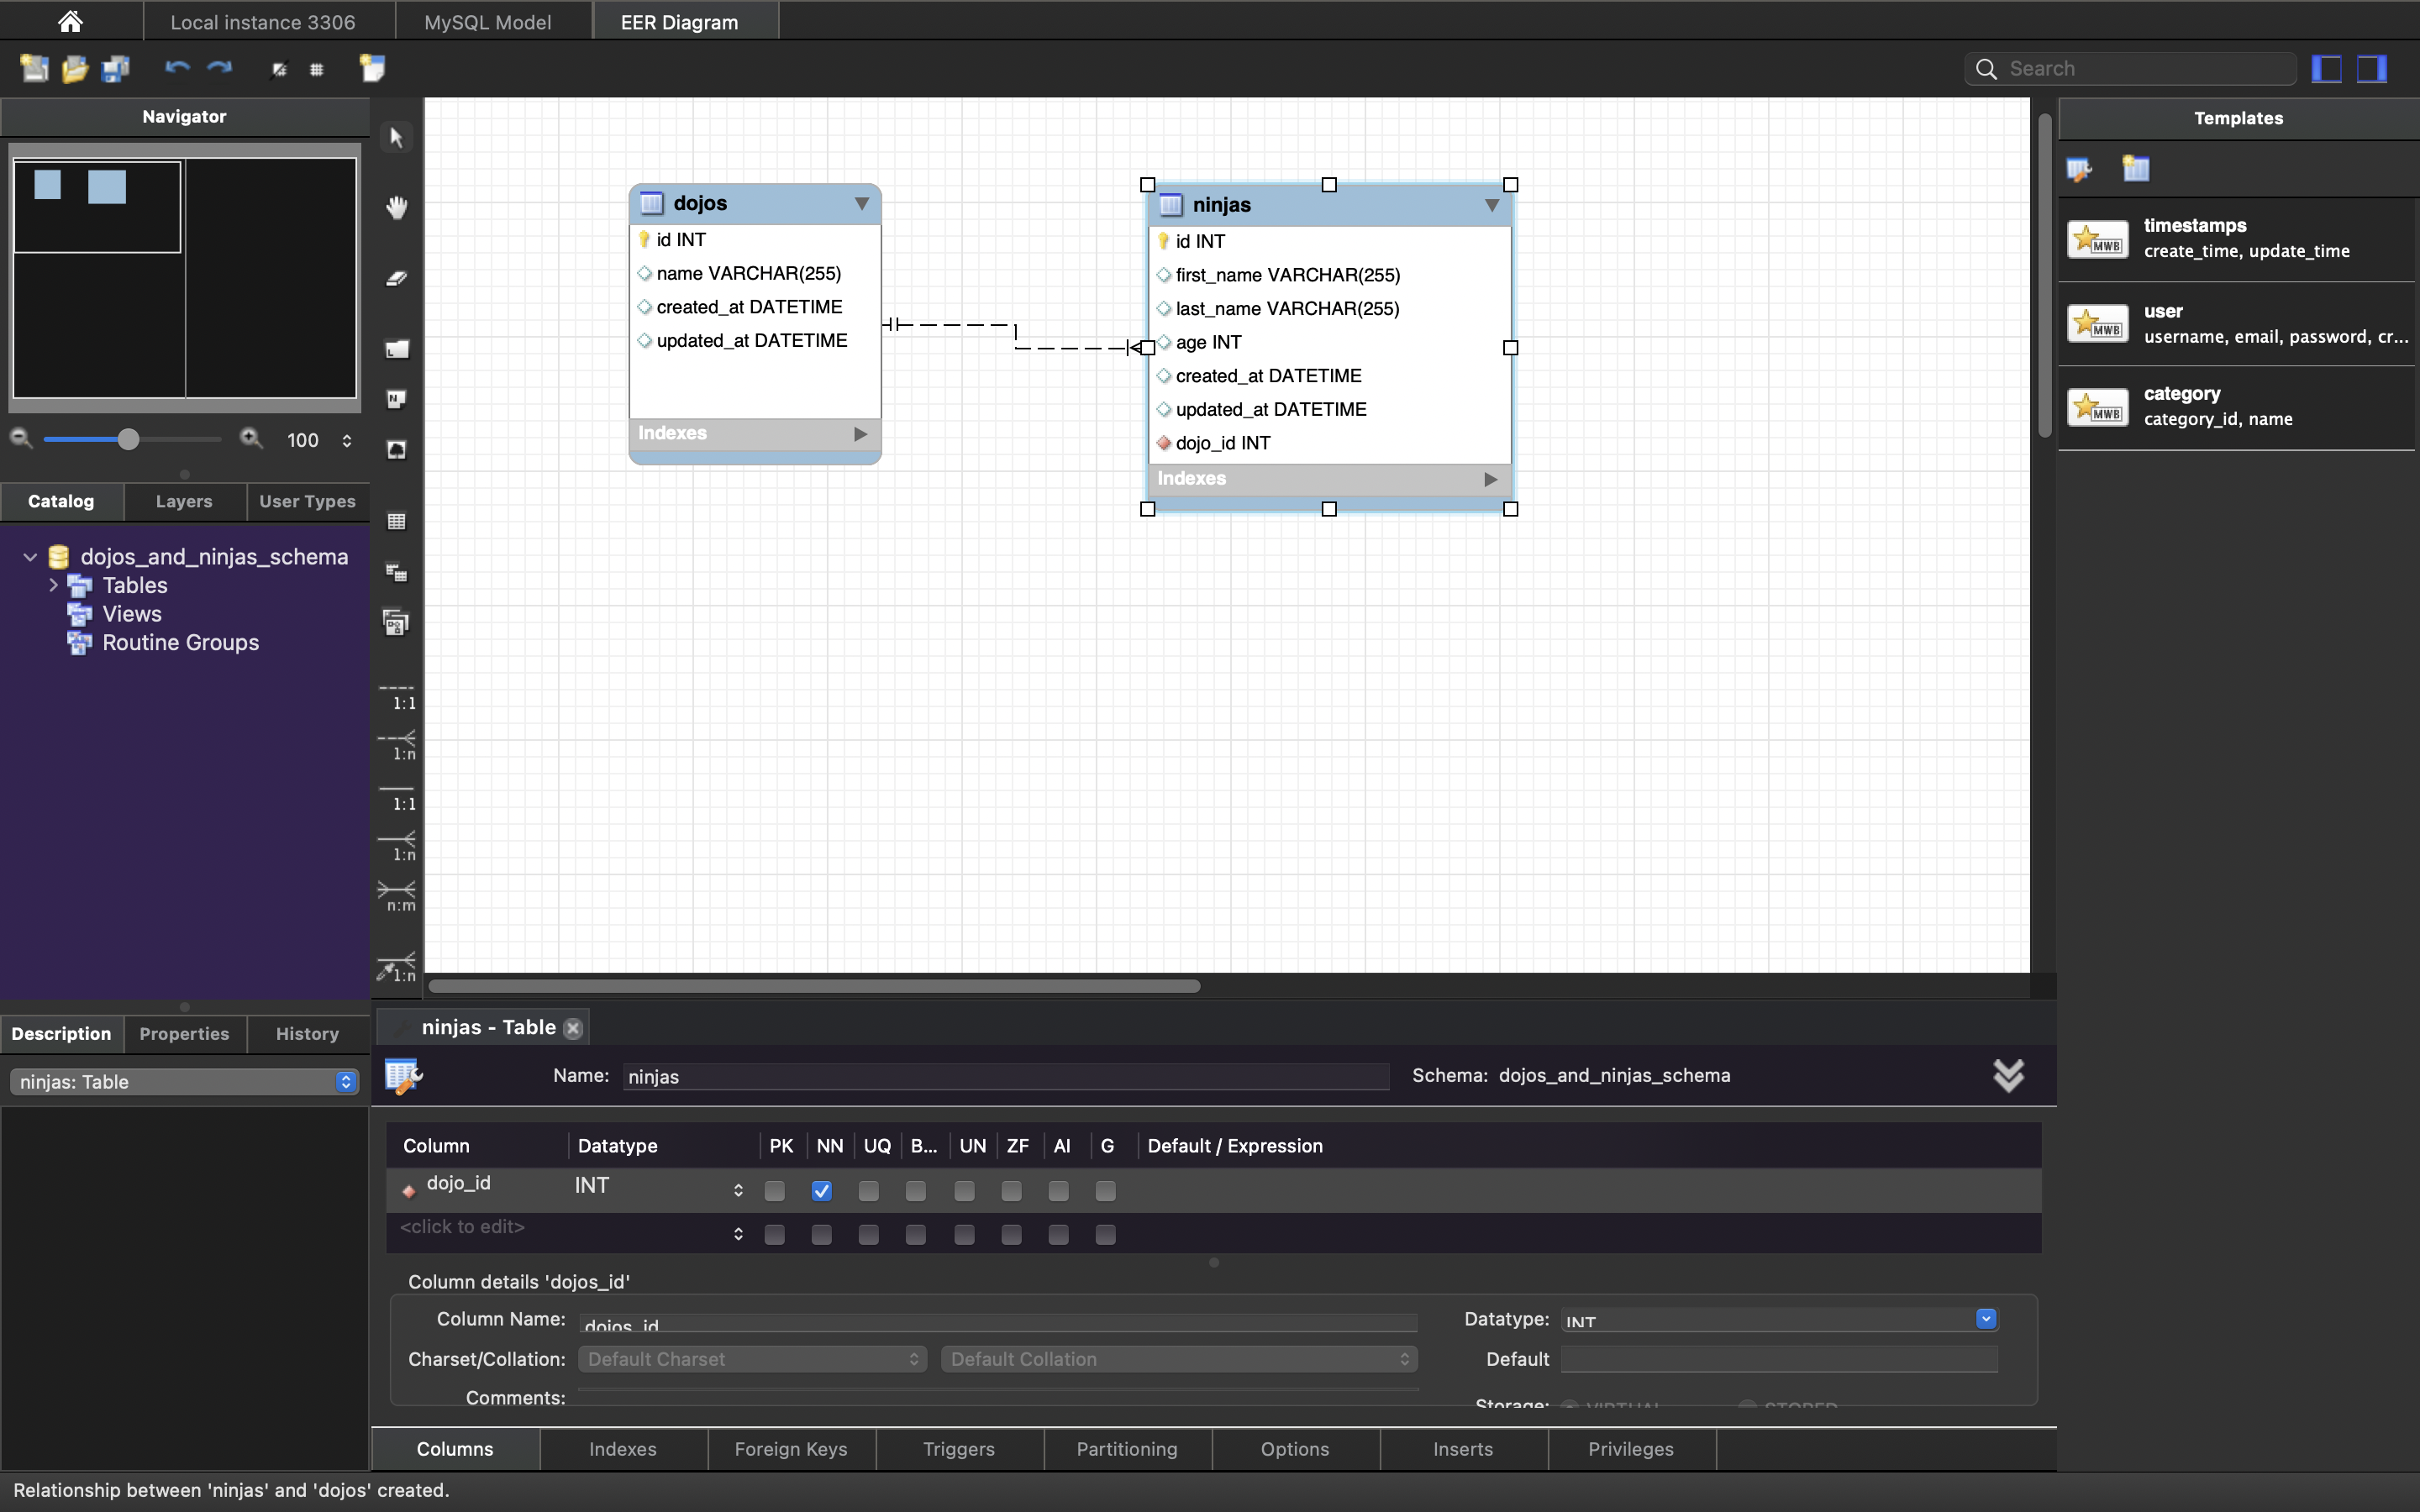 Local instance 3306
MySQL Model
EER Diagram
Search
Navigator
100
Catalog
Layers
User Types
dojos_and_ninjas_schema
Tables
Views
Routine Groups
Description
Properties
History
ninjas: Table
L
N
1:1
1:n
1:1
1:n
n:m
1:n
dojos
id INT
name VARCHAR(255)
created_at DATETIME
updated_at DATETIME
Indexes
ninjas
id INT
first_name VARCHAR(255)
last_name VARCHAR(255)
age INT
created_at DATETIME
updated_at DATETIME
dojo_id INT
Indexes
Templates
MWB
timestamps
create_time, update_time
MWB
user
username, email, password, cr...
MWB
category
category_id, name
ninjas - Table
Name:
ninjas
Schema: dojos_and_ninjas_schema
Column Datatype PK NN UQ B... UN ZF AI G Default / Expression
dojo_id INT
<click to edit>
Column details 'dojos_id'
Column Name: dojos_id
Datatype: INT
Charset/Collation: Default Charset Default Collation
Default
Comments:
Storage: VIRTUAL STORED
Columns
Indexes
Foreign Keys
Triggers
Partitioning
Options
Inserts
Privileges
Relationship between 'ninjas' and 'dojos' created.